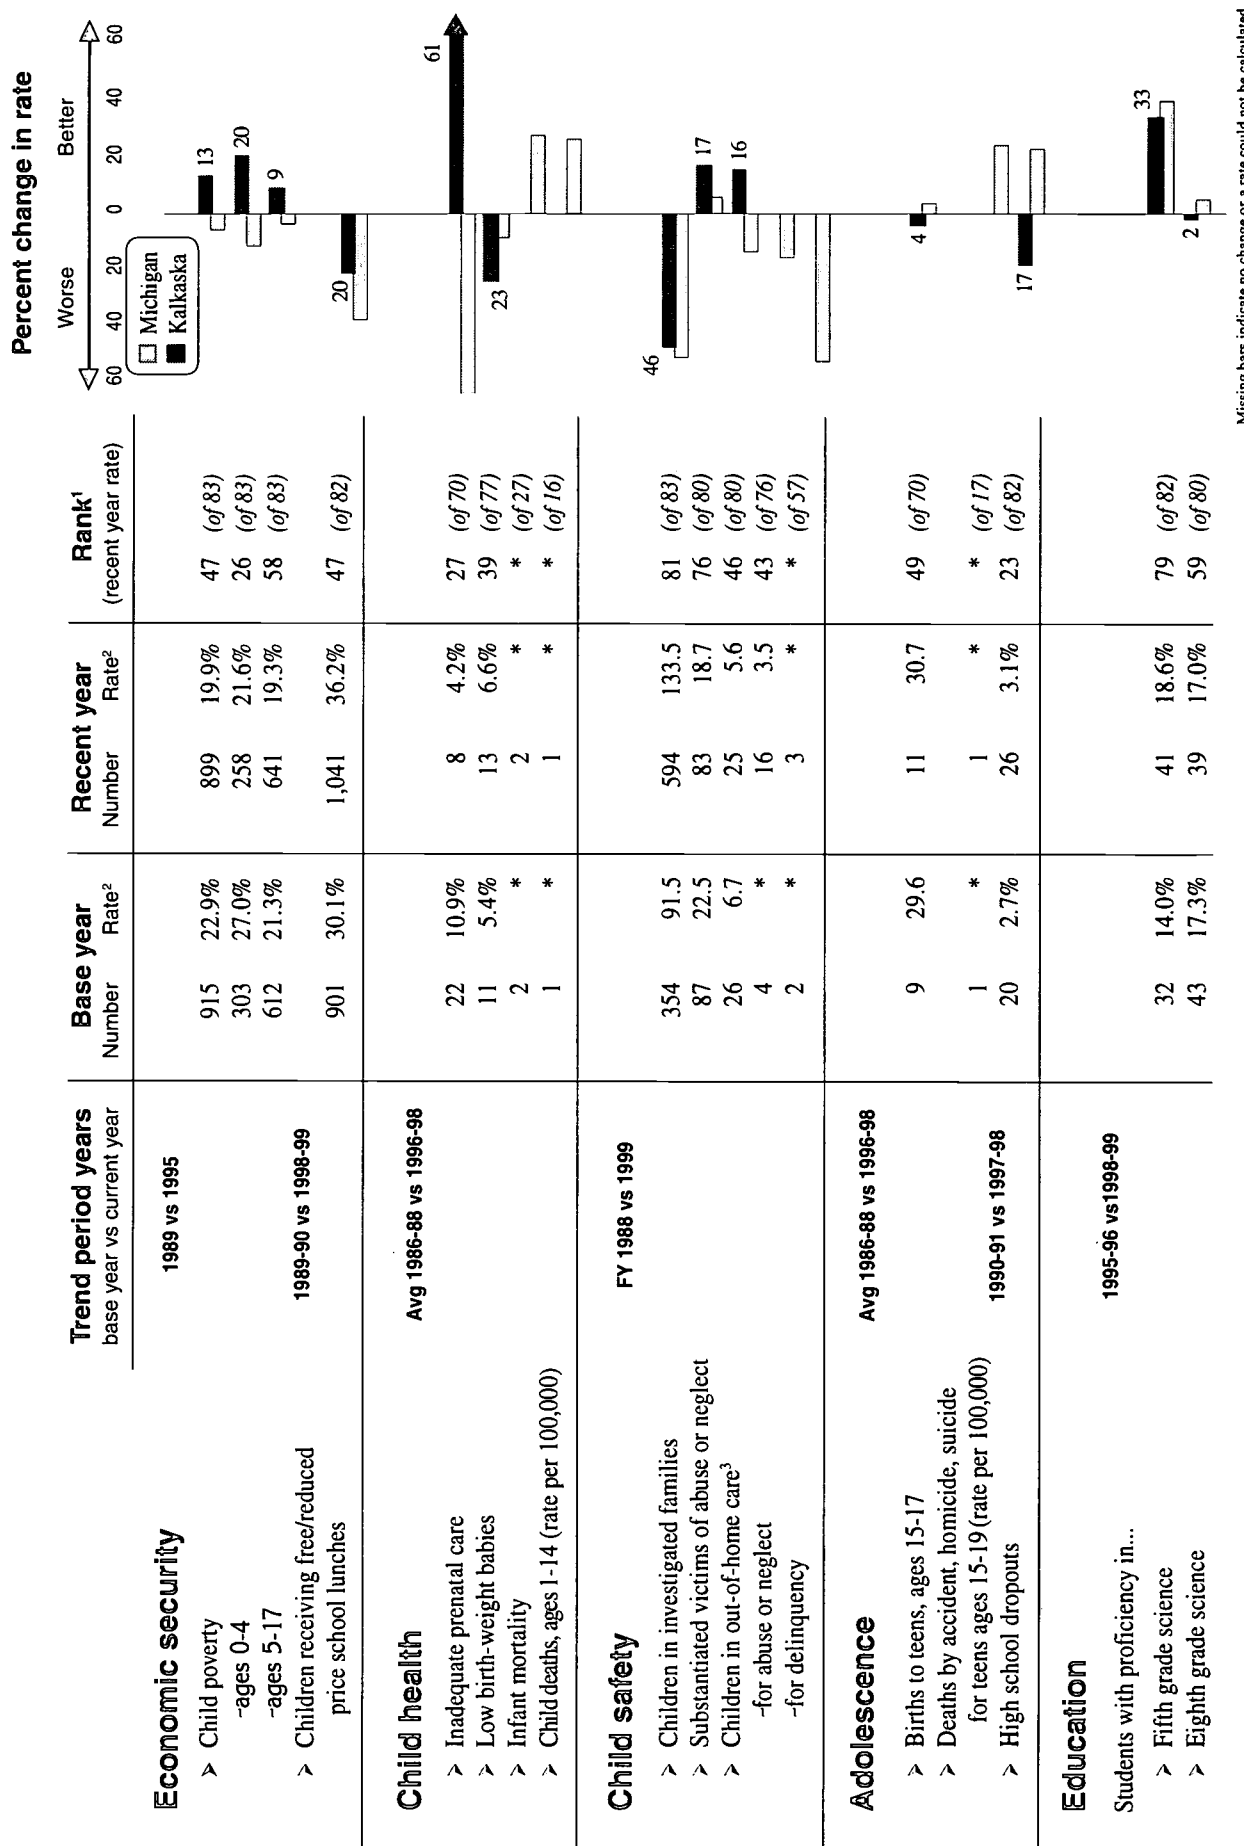 Trend period years Base year Recent year Rank¹ Percent change in rate
base year vs current year Number Rate² Number Rate² (recent year rate) Worse Better
60 40 20 0 20 40 60
Michigan
Kalkaska
Economic security 1989 vs 1995
➤ Child poverty 915 22.9% 899 19.9% 47 (of 83) 13
-ages 0-4 303 27.0% 258 21.6% 26 (of 83) 20
-ages 5-17 612 21.3% 641 19.3% 58 (of 83) 9
➤ Children receiving free/reduced 1989-90 vs 1998-99
price school lunches 901 30.1% 1,041 36.2% 47 (of 82) 20
Child health Avg 1986-88 vs 1996-98
➤ Inadequate prenatal care 22 10.9% 8 4.2% 27 (of 70) 61
➤ Low birth-weight babies 11 5.4% 13 6.6% 39 (of 77) 23
➤ Infant mortality 2 * 2 * * (of 27)
➤ Child deaths, ages 1-14 (rate per 100,000) 1 * 1 * * (of 16)
Child safety FY 1988 vs 1999
➤ Children in investigated families 354 91.5 594 133.5 81 (of 83) 46
➤ Substantiated victims of abuse or neglect 87 22.5 83 18.7 76 (of 80) 17
➤ Children in out-of-home care³ 26 6.7 25 5.6 46 (of 80) 16
-for abuse or neglect 4 * 16 3.5 43 (of 76)
-for delinquency 2 * 3 * * (of 57)
Adolescence Avg 1986-88 vs 1996-98
➤ Births to teens, ages 15-17 9 29.6 11 30.7 49 (of 70) 4
➤ Deaths by accident, homicide, suicide
for teens ages 15-19 (rate per 100,000) 1 * 1 * * (of 17)
➤ High school dropouts 1990-91 vs 1997-98 20 2.7% 26 3.1% 23 (of 82) 17
Education
Students with proficiency in... 1995-96 vs1998-99
➤ Fifth grade science 32 14.0% 41 18.6% 79 (of 82) 33
➤ Eighth grade science 43 17.3% 39 17.0% 59 (of 80) 2
Missing bars indicate no change or a rate could not be calculated